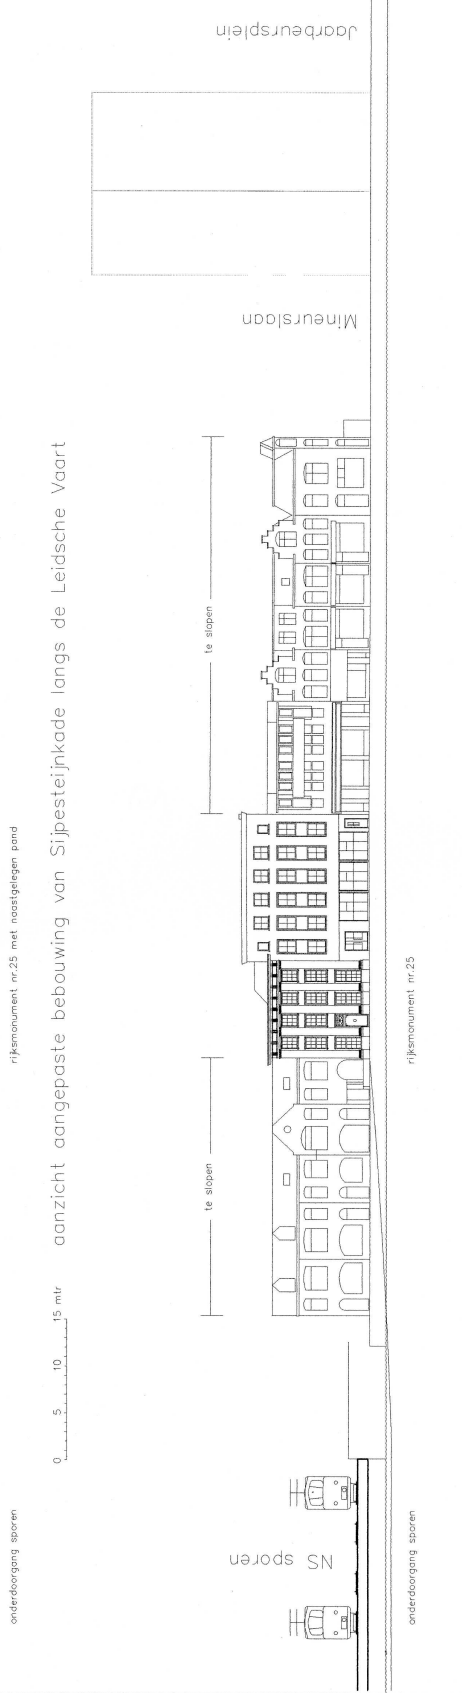 onderdoorgang sporen
rijksmonument nr.25 met naastgelegen pand
0 5 10 15 mtr
aanzicht aangepaste bebouwing van Sijpesteijnkade langs de Leidsche Vaart
te slopen
te slopen
NS sporen
Mineurslaan
Jaarbeursplein
onderdoorgang sporen
rijksmonument nr.25